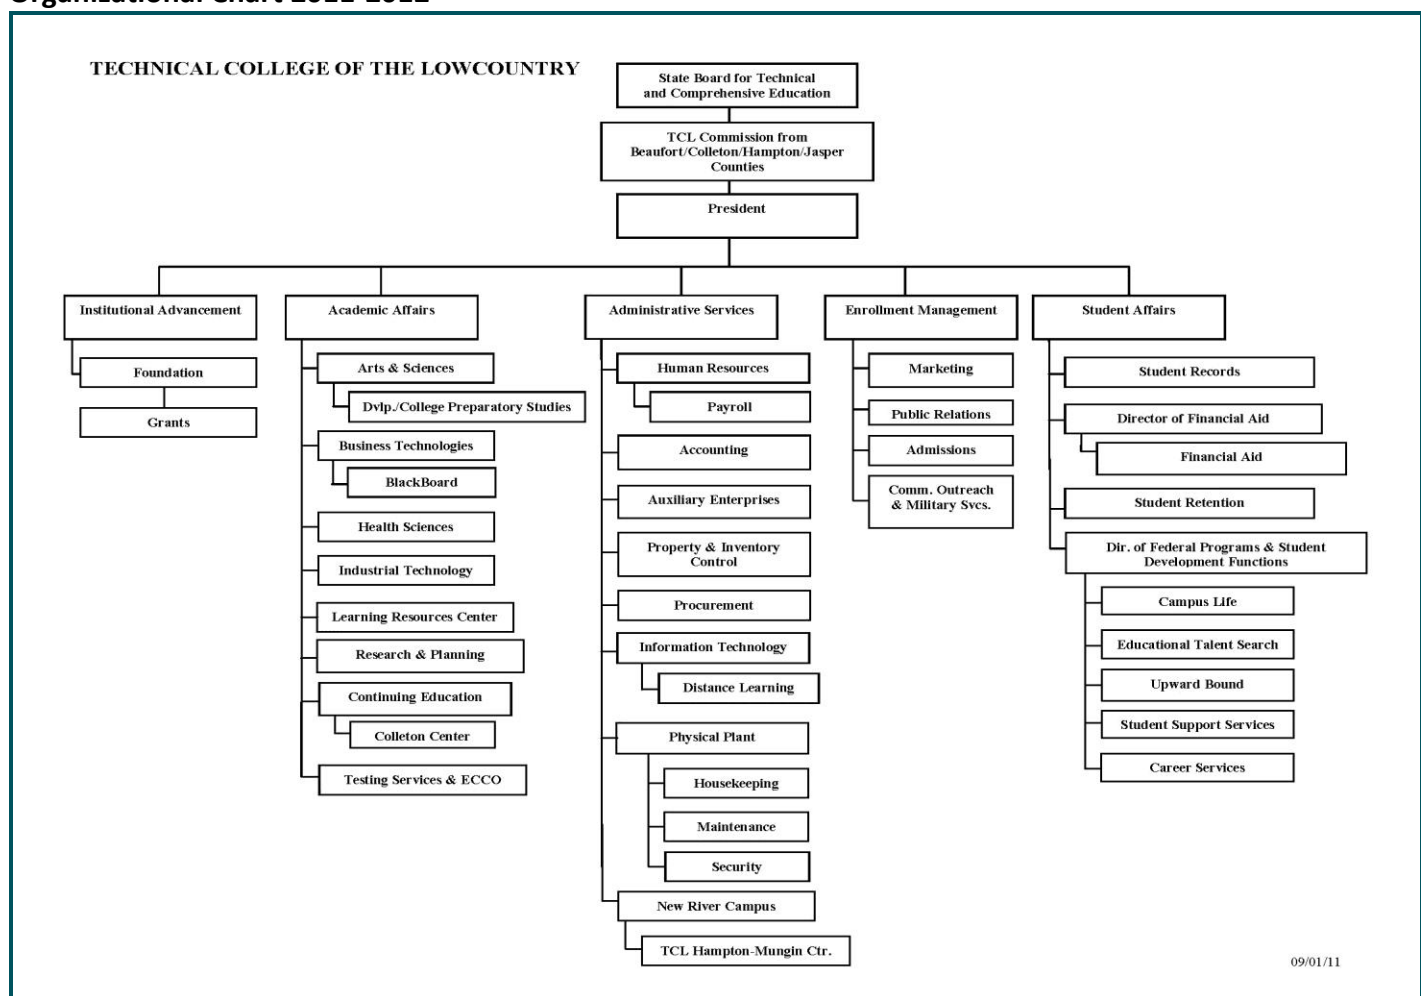 Organizational Chart 2011-2012
TECHNICAL COLLEGE OF THE LOWCOUNTRY
State Board for Technical
and Comprehensive Education
TCL Commission from
Beaufort/Colleton/Hampton/Jasper
Counties
President
Institutional Advancement
Foundation
Grants
Academic Affairs
Arts & Sciences
Dvlp./College Preparatory Studies
Business Technologies
BlackBoard
Health Sciences
Industrial Technology
Learning Resources Center
Research & Planning
Continuing Education
Colleton Center
Testing Services & ECCO
Administrative Services
Human Resources
Payroll
Accounting
Auxiliary Enterprises
Property & Inventory
Control
Procurement
Information Technology
Distance Learning
Physical Plant
Housekeeping
Maintenance
Security
New River Campus
TCL Hampton-Mungin Ctr.
Enrollment Management
Marketing
Public Relations
Admissions
Comm. Outreach
& Military Svcs.
Student Affairs
Student Records
Director of Financial Aid
Financial Aid
Student Retention
Dir. of Federal Programs & Student
Development Functions
Campus Life
Educational Talent Search
Upward Bound
Student Support Services
Career Services
09/01/11